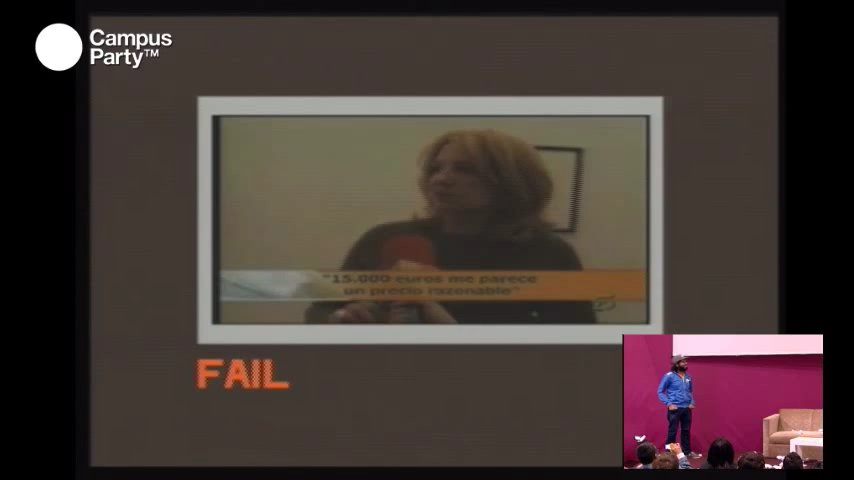 Campus
Party™
"15.000 euros me parece
un precio razonable"
FAIL